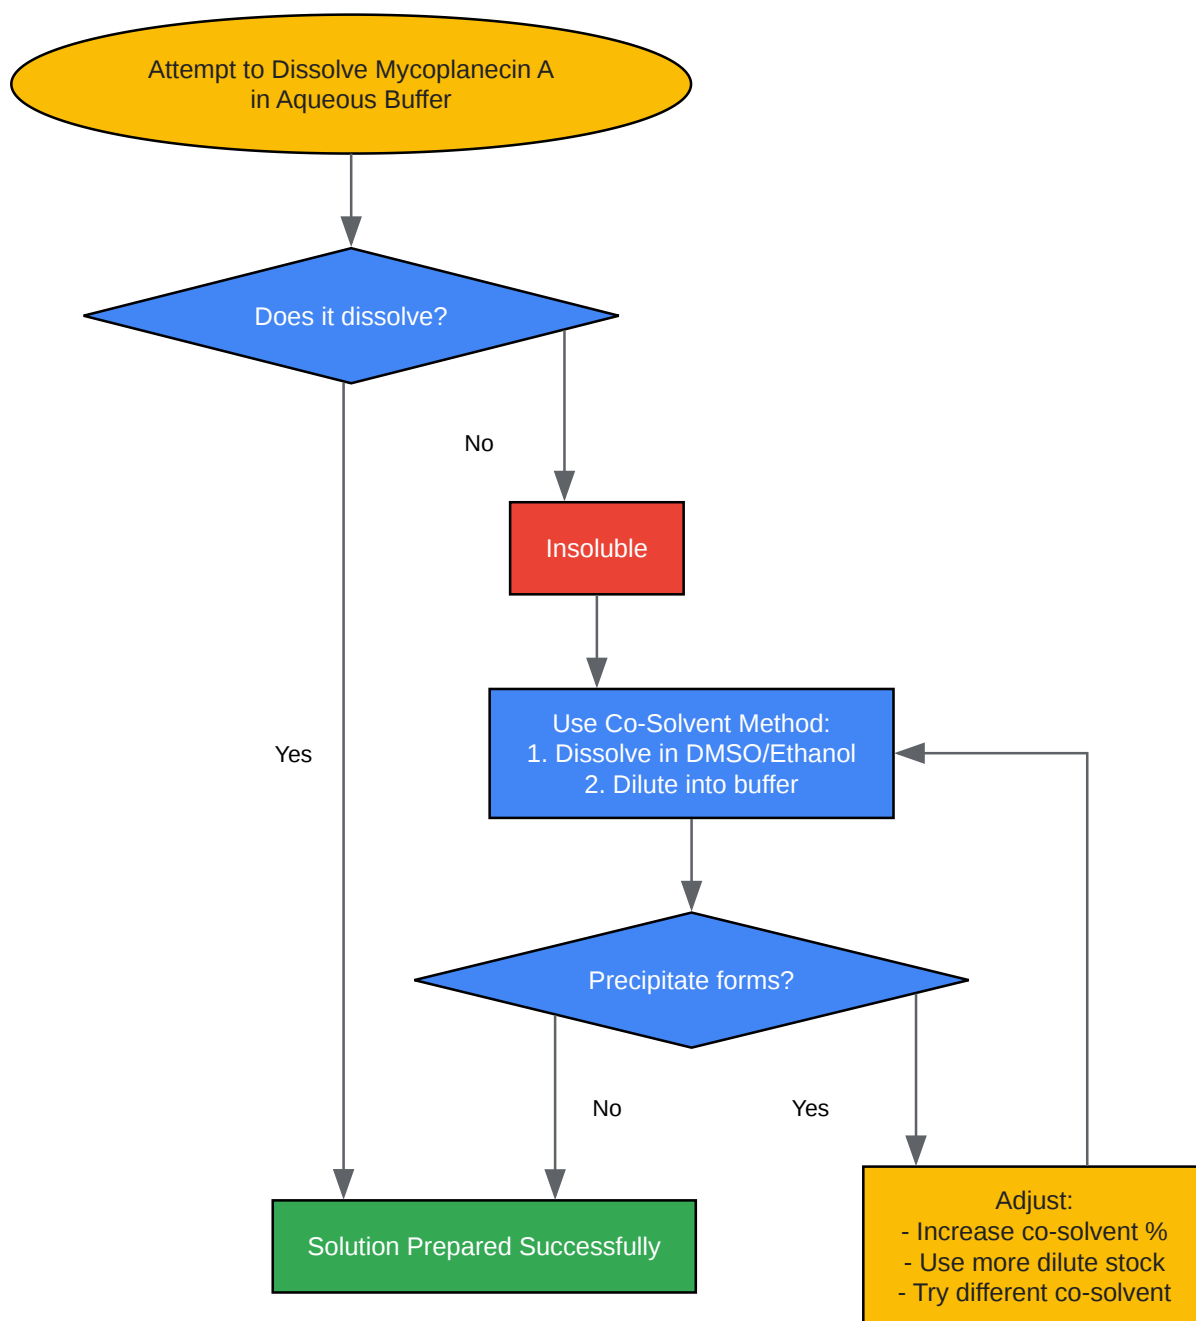 Attempt to Dissolve Mycoplanecin A
in Aqueous Buffer
Does it dissolve?
No
Insoluble
Use Co-Solvent Method:
1. Dissolve in DMSO/Ethanol
2. Dilute into buffer
Yes
Precipitate forms?
No
Yes
Solution Prepared Successfully
Adjust:
- Increase co-solvent %
- Use more dilute stock
- Try different co-solvent